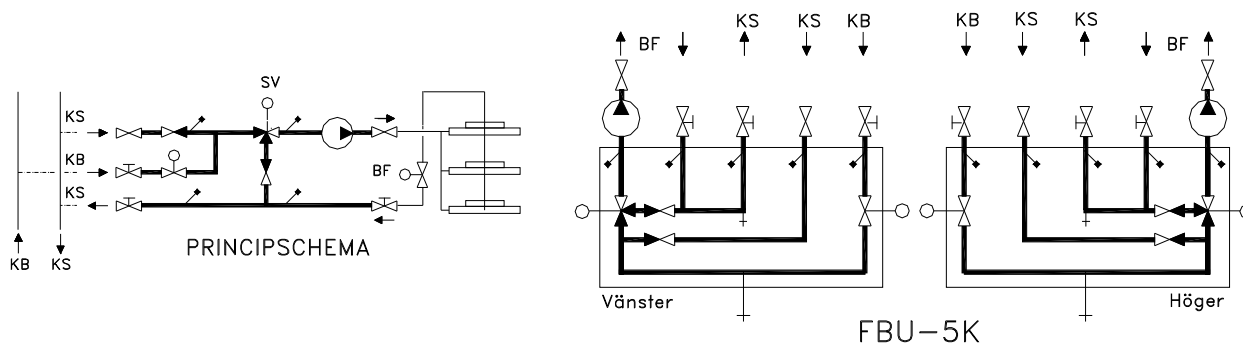 KS
KS
KB
KB
KS
KS
BF
BF
SV
KS
KB
KS
BF
PRINCIPSCHEMA
KB
KS
Vänster
Höger
FBU-5K